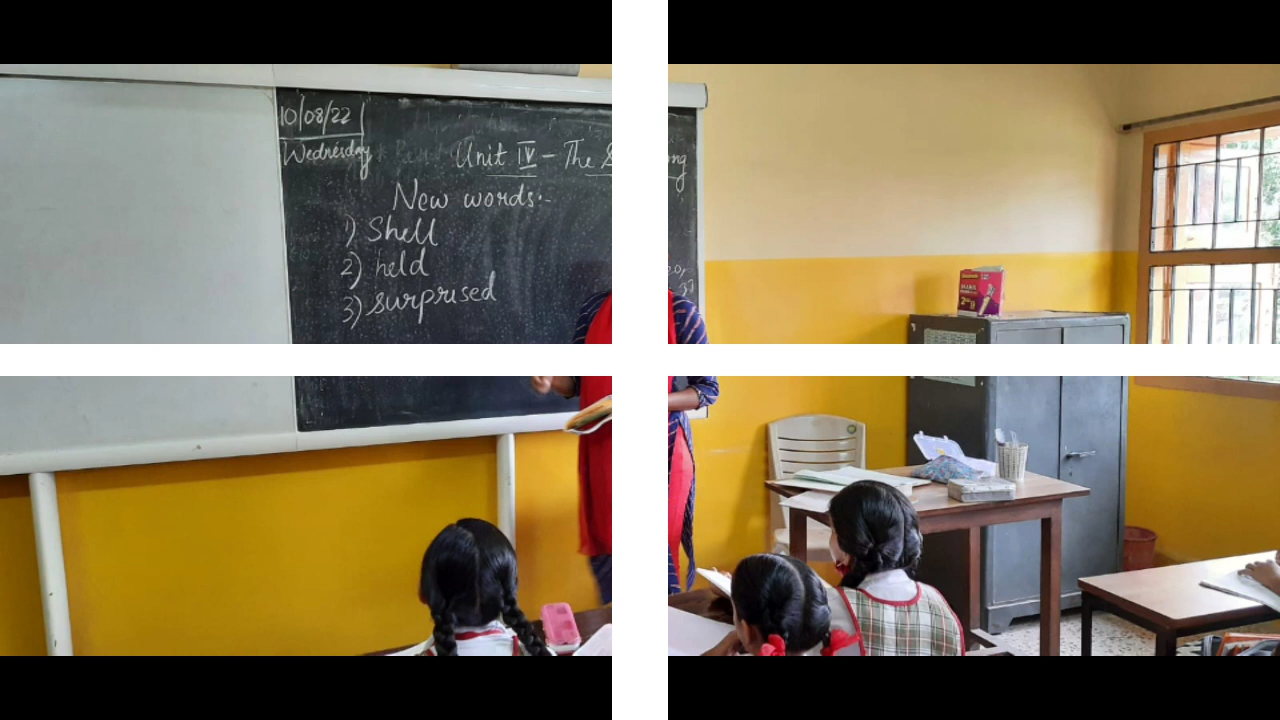 10/08/22
Wednesday Unit IV - The
New words:-
1) Shell
2) held
3) surprised